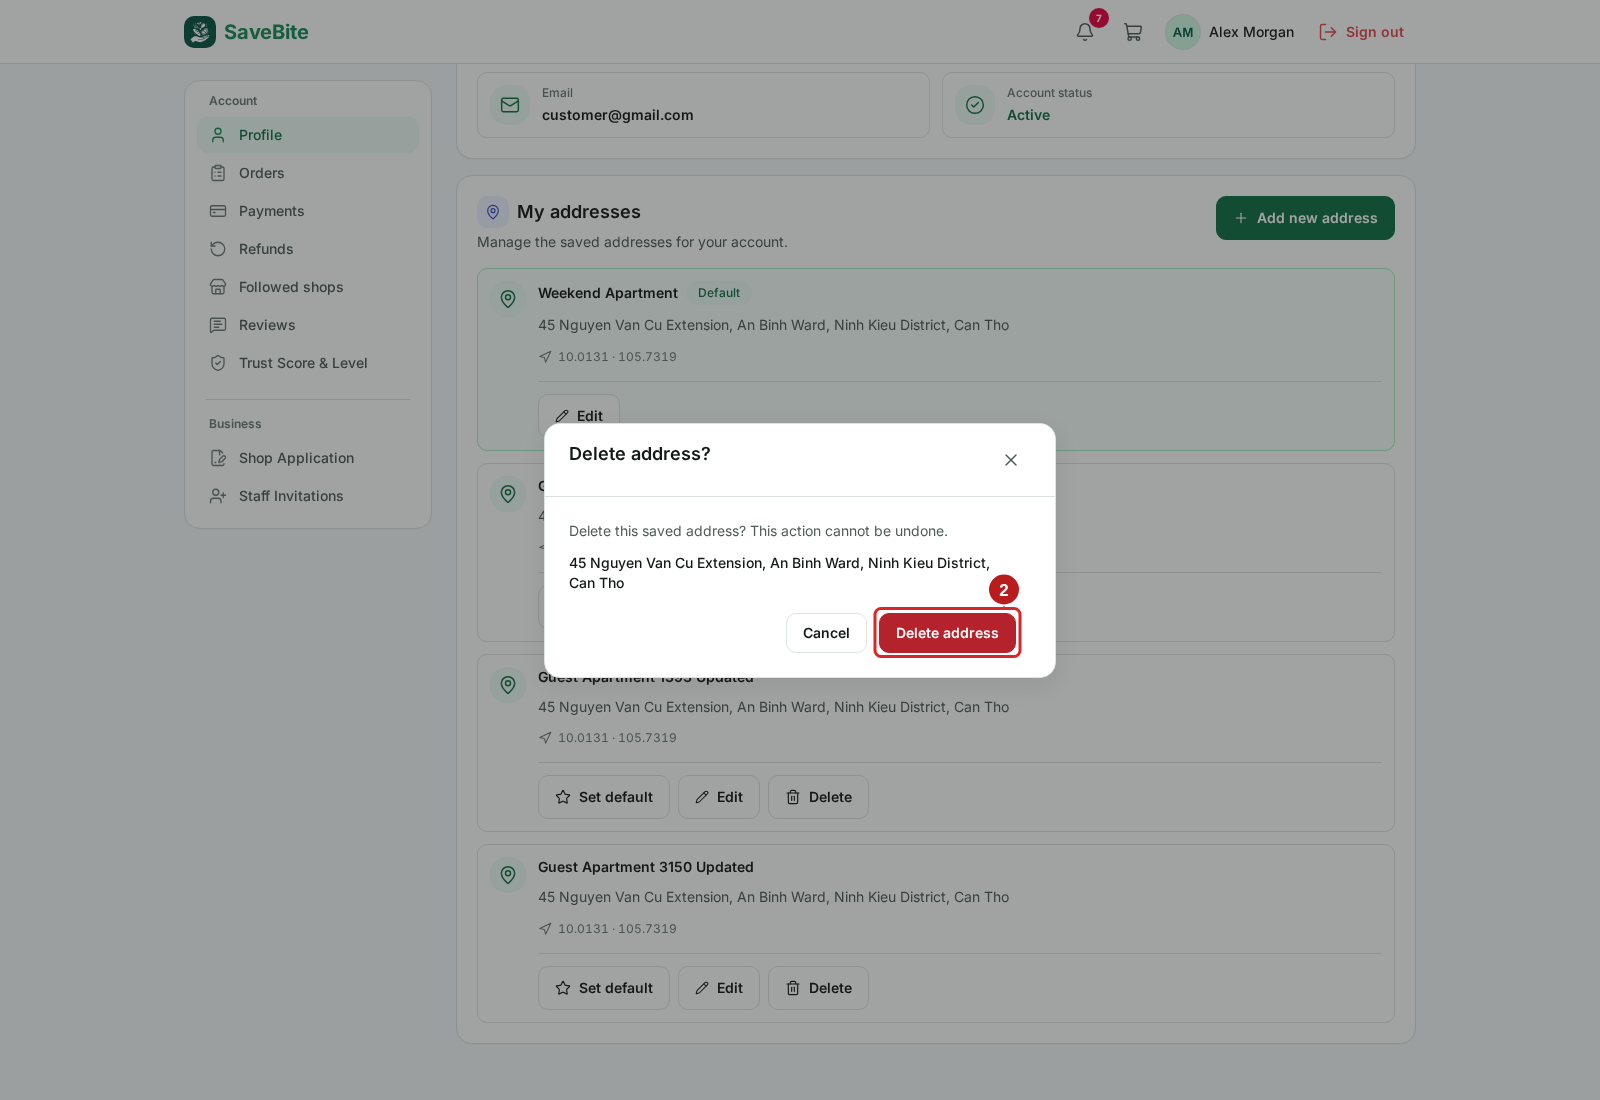 SaveBite
7
AM
Alex Morgan
Sign out
Account
Profile
Orders
Payments
Refunds
Followed shops
Reviews
Trust Score & Level
Business
Shop Application
Staff Invitations
Email
customer@gmail.com
Account status
Active
My addresses
Manage the saved addresses for your account.
Add new address
Weekend Apartment
Default
45 Nguyen Van Cu Extension, An Binh Ward, Ninh Kieu District, Can Tho
10.0131 · 105.7319
Edit
Delete address?
Delete this saved address? This action cannot be undone.
45 Nguyen Van Cu Extension, An Binh Ward, Ninh Kieu District,
Can Tho
2
Cancel
Delete address
Guest Apartment 1595 Updated
45 Nguyen Van Cu Extension, An Binh Ward, Ninh Kieu District, Can Tho
10.0131 · 105.7319
Set default
Edit
Delete
Guest Apartment 3150 Updated
45 Nguyen Van Cu Extension, An Binh Ward, Ninh Kieu District, Can Tho
10.0131 · 105.7319
Set default
Edit
Delete